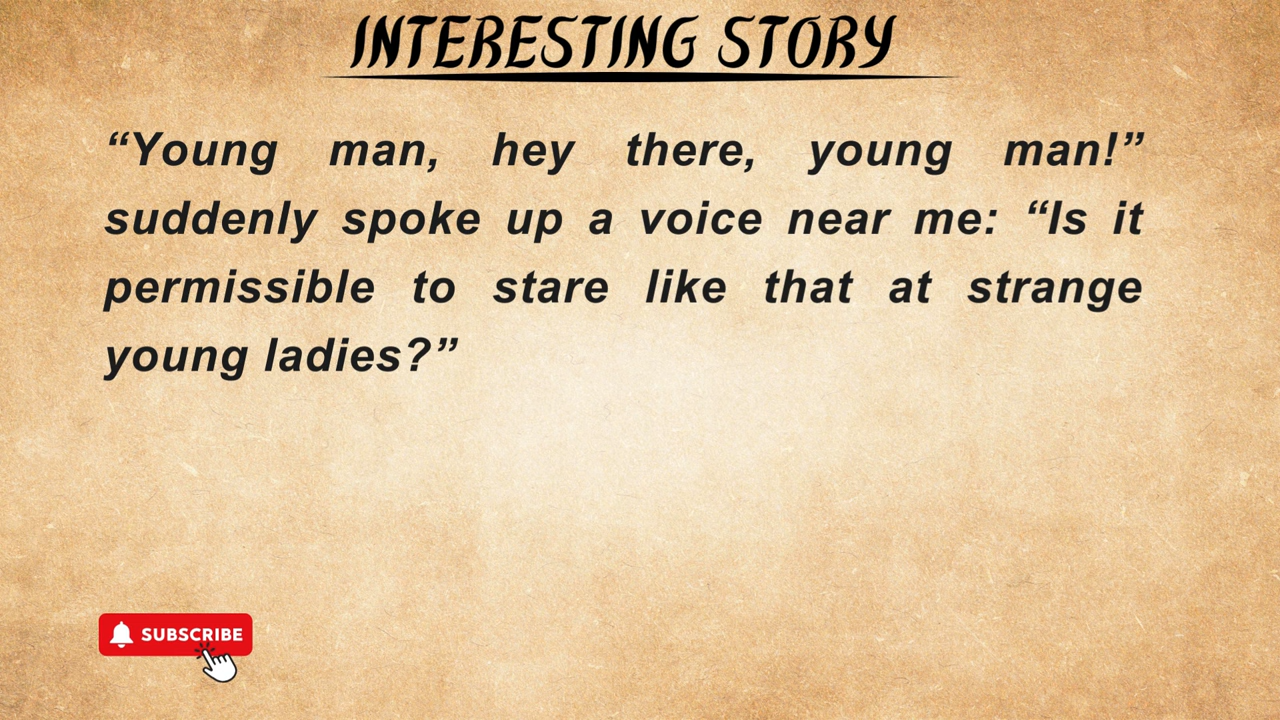 INTERESTING STORY
“Young man, hey there, young man!”
suddenly spoke up a voice near me: “Is it
permissible to stare like that at strange
young ladies?”
SUBSCRIBE